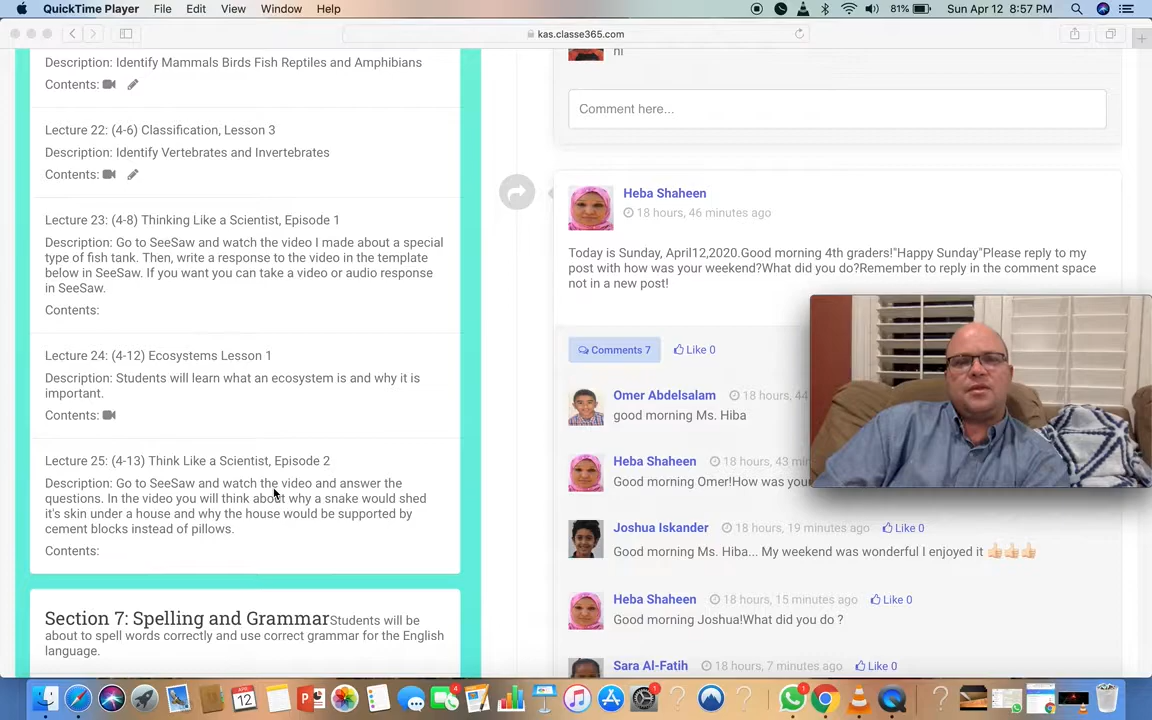 QuickTime Player File Edit View Window Help 81% Sun Apr 12 8:57 PM
kas.classe365.com
Description: Identify Mammals Birds Fish Reptiles and Amphibians
Contents:
Lecture 22: (4-6) Classification, Lesson 3
Description: Identify Vertebrates and Invertebrates
Contents:
Lecture 23: (4-8) Thinking Like a Scientist, Episode 1
Description: Go to SeeSaw and watch the video I made about a special
type of fish tank. Then, write a response to the video in the template
below in SeeSaw. If you want you can take a video or audio response
in SeeSaw.
Contents:
Lecture 24: (4-12) Ecosystems Lesson 1
Description: Students will learn what an ecosystem is and why it is
important.
Contents:
Lecture 25: (4-13) Think Like a Scientist, Episode 2
Description: Go to SeeSaw and watch the video and answer the
questions. In the video you will think about why a snake would shed
it's skin under a house and why the house would be supported by
cement blocks instead of pillows.
Contents:
Section 7: Spelling and Grammar Students will be
about to spell words correctly and use correct grammar for the English
language.
hi
Comment here...
Heba Shaheen
18 hours, 46 minutes ago
Today is Sunday, April12,2020.Good morning 4th graders!"Happy Sunday"Please reply to my
post with how was your weekend?What did you do?Remember to reply in the comment space
not in a new post!
Comments 7 Like 0
Omer Abdelsalam 18 hours, 44
good morning Ms. Hiba
Heba Shaheen 18 hours, 43
Good morning Omer!How was
Joshua Iskander 18 hours, 19 minutes ago Like 0
Good morning Ms. Hiba... My weekend was wonderful I enjoyed it 👍🏻👍🏻👍🏻
Heba Shaheen 18 hours, 15 minutes ago Like 0
Good morning Joshua!What did you do ?
Sara Al-Fatih 18 hours, 7 minutes ago Like 0